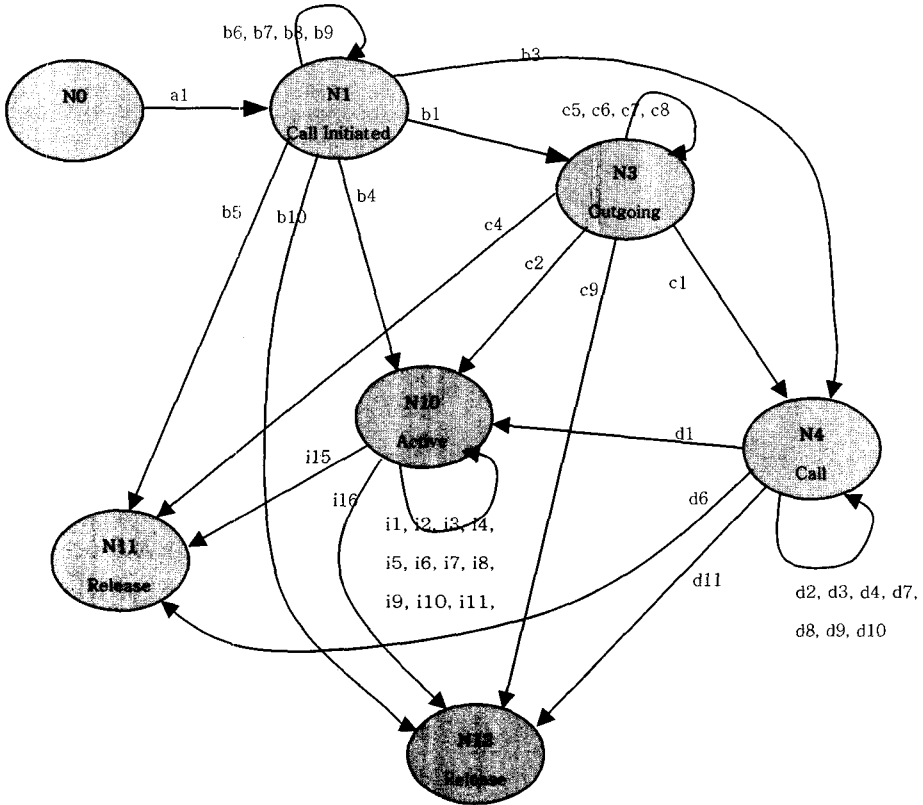 b6, b7, b8, b9
b3
N0
a1
N1
Call Initiated
b1
c5, c6, c7, c8
N3
Outgoing
b5
b10
b4
c4
c2
c9
c1
N10
Active
d1
N4
Call
i15
i16
d6
i1, i2, i3, i4,
i5, i6, i7, i8,
i9, i10, i11,
N11
Release
d11
d2, d3, d4, d7,
d8, d9, d10
N12
Release